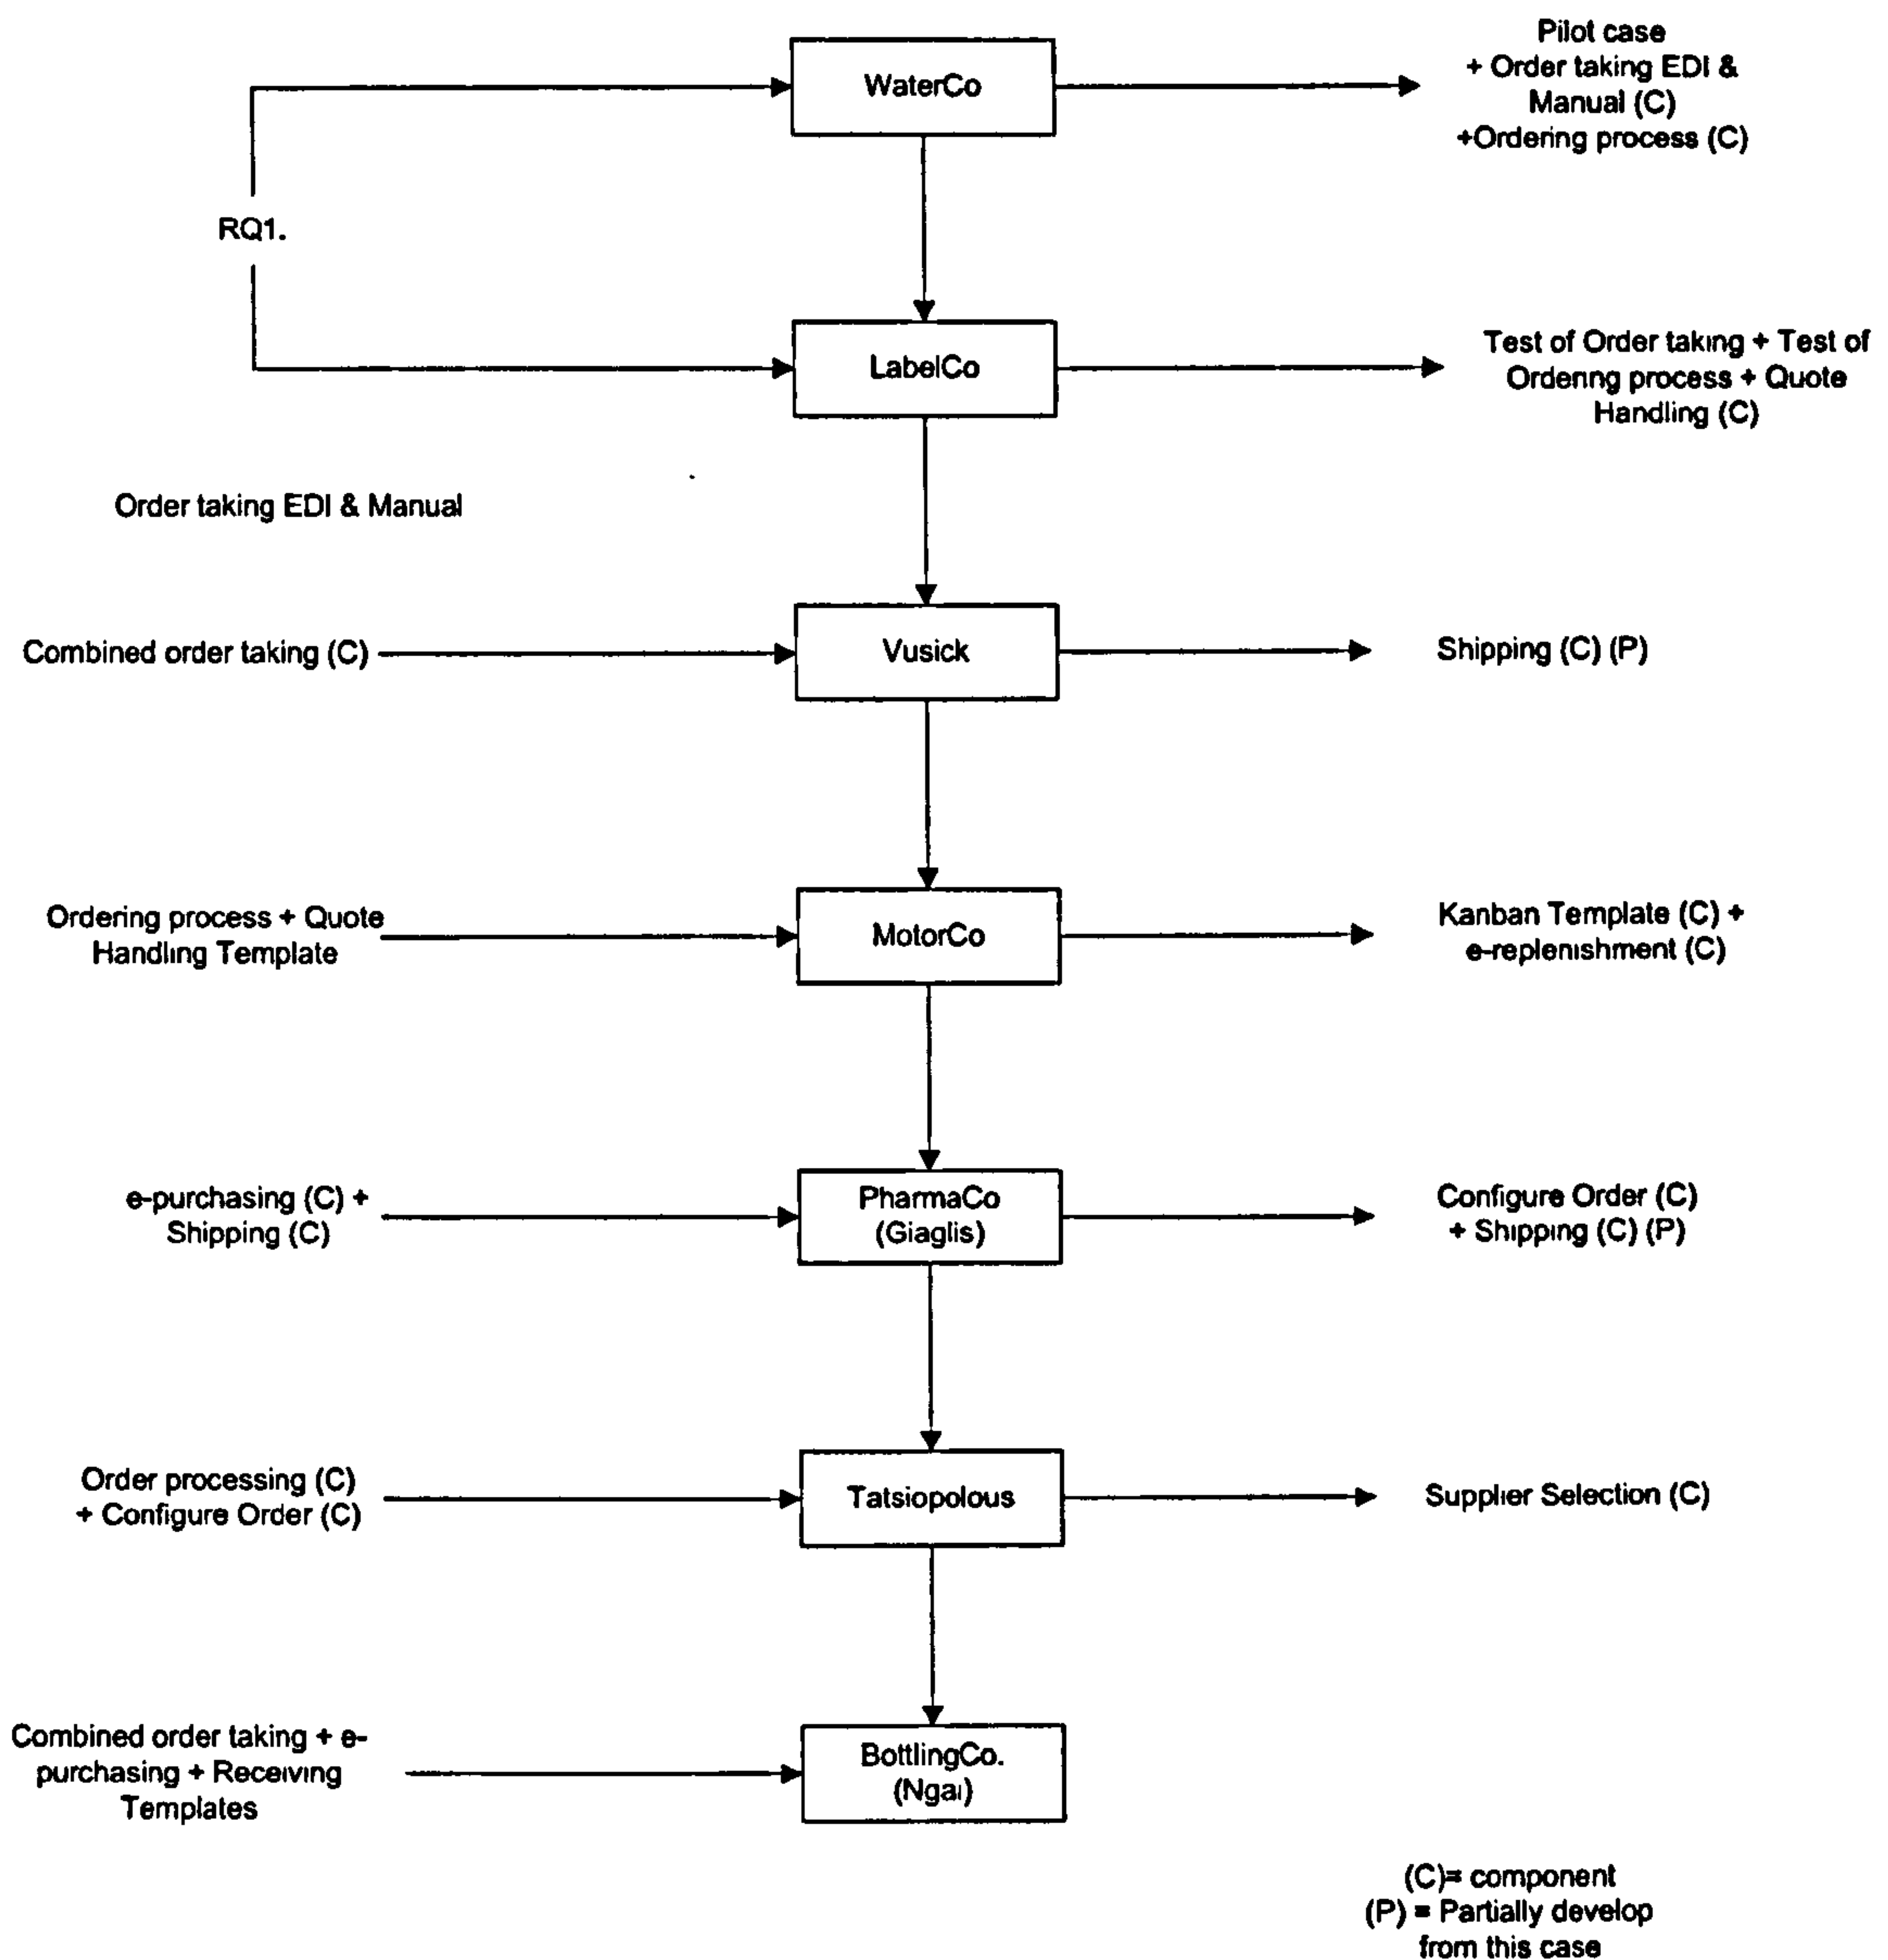 WaterCo
Pilot case
+ Order taking EDI &
Manual (C)
+Ordering process (C)
RQ1.
LabelCo
Test of Order taking + Test of
Ordering process + Quote
Handling (C)
Order taking EDI & Manual
Combined order taking (C)
Vusick
Shipping (C) (P)
Ordering process + Quote
Handling Template
MotorCo
Kanban Template (C) +
e-replenishment (C)
e-purchasing (C) +
Shipping (C)
PharmaCo
(Giaglis)
Configure Order (C)
+ Shipping (C) (P)
Order processing (C)
+ Configure Order (C)
Tatsiopolous
Supplier Selection (C)
Combined order taking + e-
purchasing + Receiving
Templates
BottlingCo.
(Ngai)
(C)= component
(P) = Partially develop
from this case